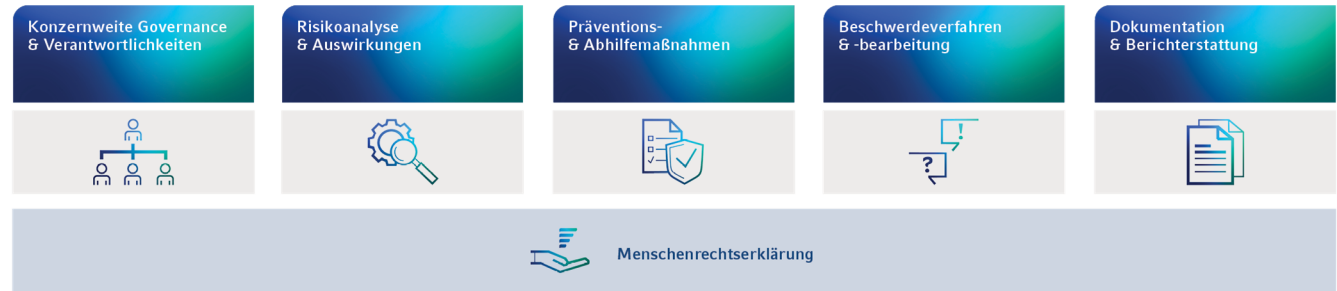 Konzernweite Governance
& Verantwortlichkeiten
Risikoanalyse
& Auswirkungen
Präventions-
& Abhilfemaßnahmen
Beschwerdeverfahren
& -bearbeitung
Dokumentation
& Berichterstattung
!
?
Menschenrechtserklärung